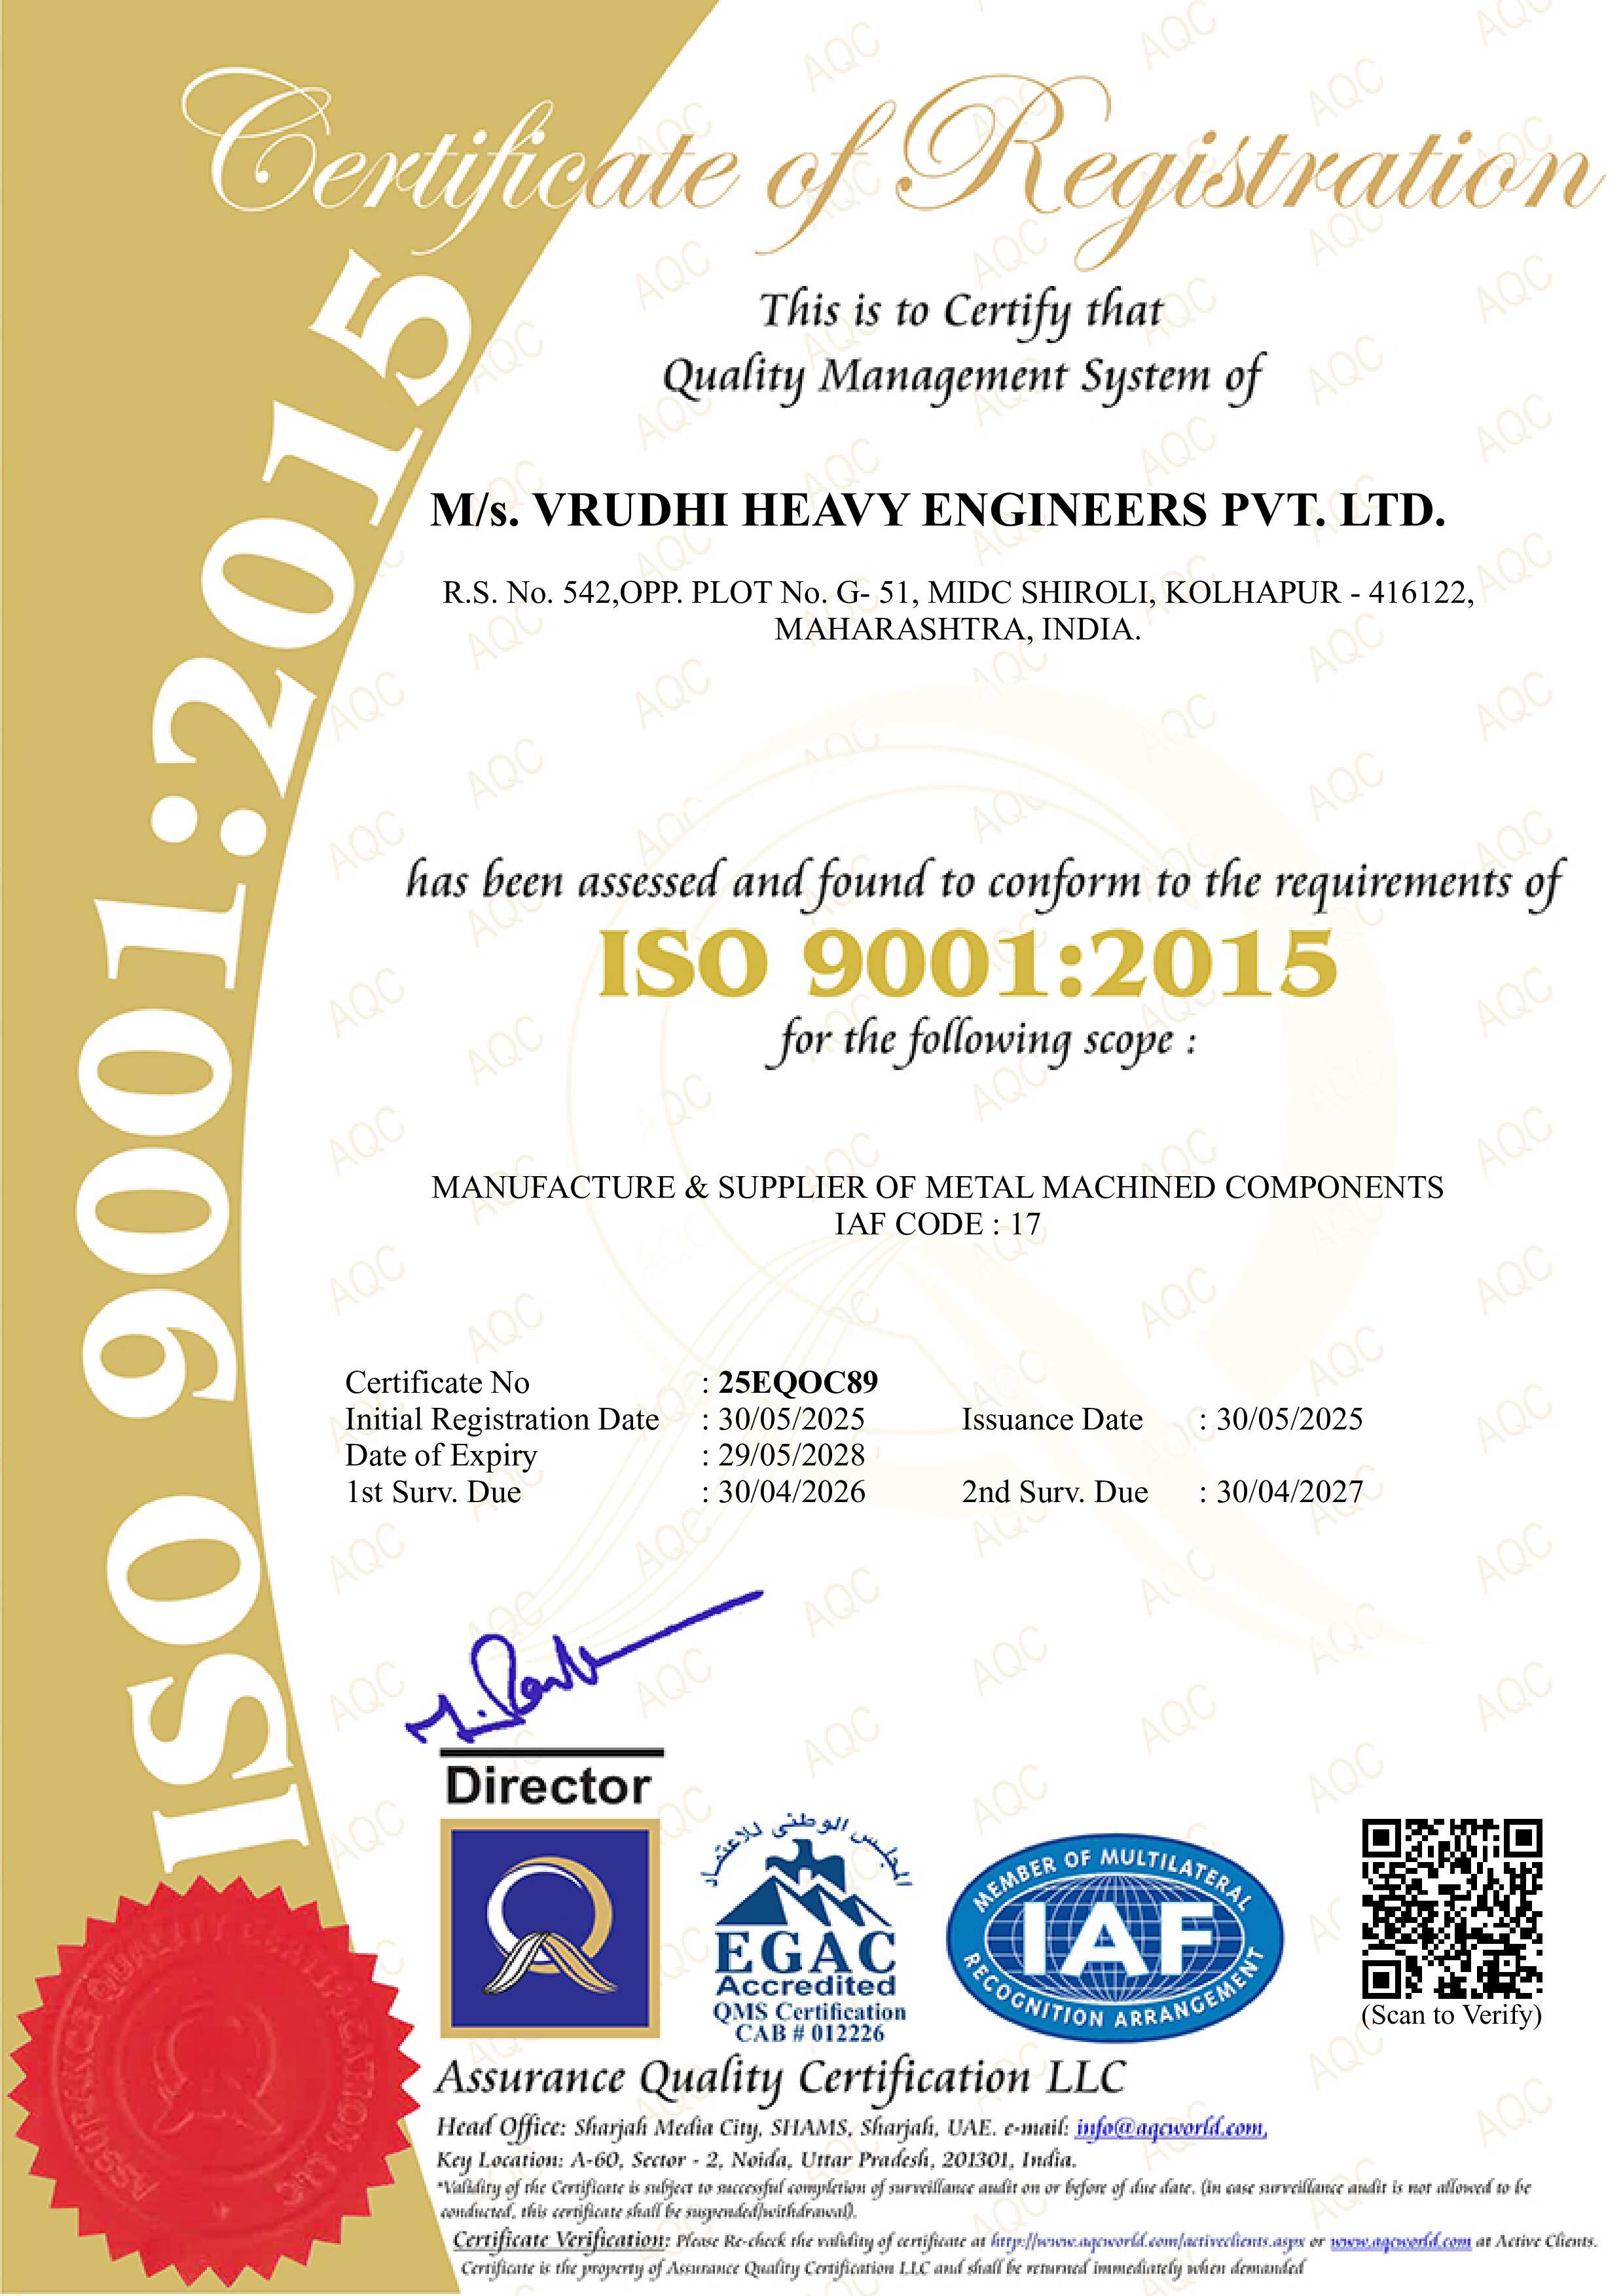 Certificate of Registration
ISO 9001:2015
This is to Certify that
Quality Management System of
M/s. VRUDHI HEAVY ENGINEERS PVT. LTD.
R.S. No. 542,OPP. PLOT No. G- 51, MIDC SHIROLI, KOLHAPUR - 416122,
MAHARASHTRA, INDIA.
has been assessed and found to conform to the requirements of
ISO 9001:2015
for the following scope :
MANUFACTURE & SUPPLIER OF METAL MACHINED COMPONENTS
IAF CODE : 17
Certificate No : 25EQOC89
Initial Registration Date : 30/05/2025 Issuance Date : 30/05/2025
Date of Expiry : 29/05/2028
1st Surv. Due : 30/04/2026 2nd Surv. Due : 30/04/2027
Director
المجلس الوطنى للاعتماد
EGAC
Accredited
QMS Certification
CAB # 012226
MEMBER OF MULTILATERAL
IAF
RECOGNITION ARRANGEMENT
(Scan to Verify)
ASSURANCE QUALITY CERTIFICATION LLC
Assurance Quality Certification LLC
Head Office: Sharjah Media City, SHAMS, Sharjah, UAE. e-mail: info@aqcworld.com,
Key Location: A-60, Sector - 2, Noida, Uttar Pradesh, 201301, India.
*Validity of the Certificate is subject to successful completion of surveillance audit on or before of due date. (in case surveillance audit is not allowed to be
conducted, this certificate shall be suspended/withdrawal).
Certificate Verification: Please Re-check the validity of certificate at http://www.aqcworld.com/activeclients.aspx or www.aqcworld.com at Active Clients.
Certificate is the property of Assurance Quality Certification LLC and shall be returned immediately when demanded